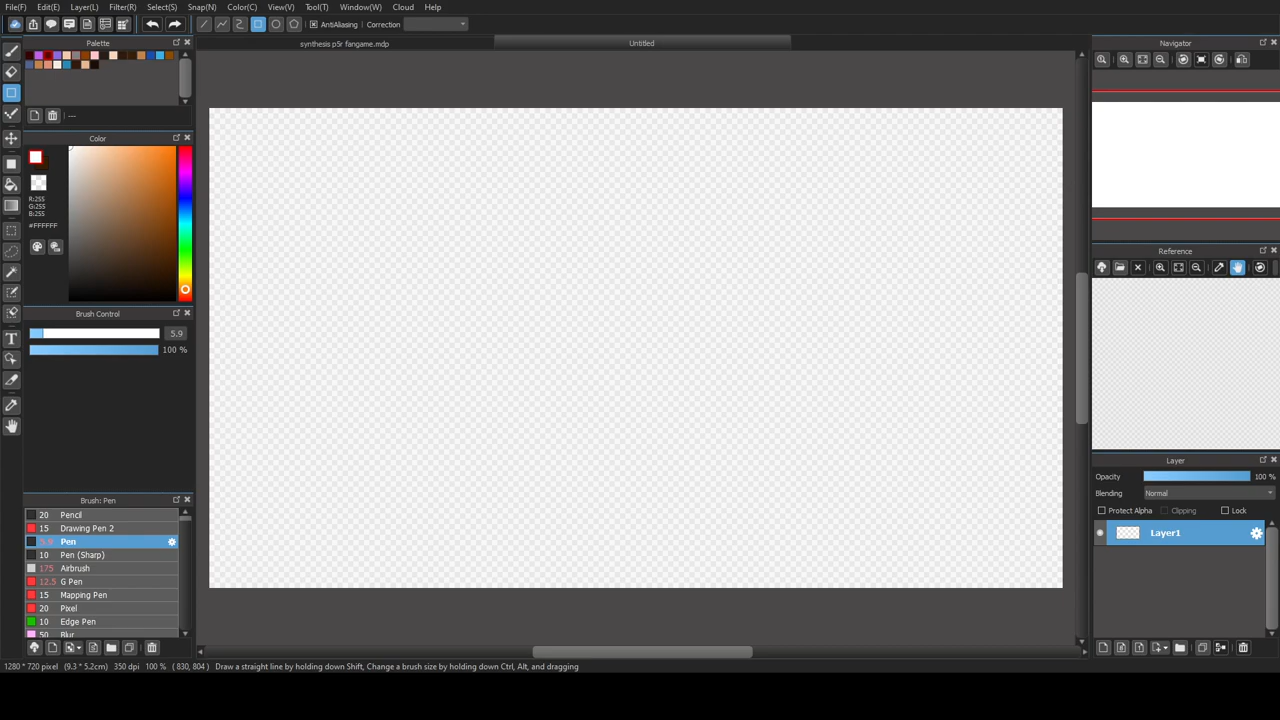 File(F) Edit(E) Layer(L) Filter(R) Select(S) Snap(N) Color(C) View(V) Tool(T) Window(W) Cloud Help
AntiAliasing Correction
Palette
synthesis p5r fangame.mdp
Untitled
Navigator
---
Color
R:255
G:255
B:255
#FFFFFF
Reference
Brush Control
5.9
100 %
Layer
Opacity 100 %
Blending Normal
Protect Alpha Clipping Lock
Layer1
Brush: Pen
20 Pencil
15 Drawing Pen 2
5.9 Pen
10 Pen (Sharp)
175 Airbrush
12.5 G Pen
15 Mapping Pen
20 Pixel
10 Edge Pen
50 Blur
1280 * 720 pixel (9.3 * 5.2cm) 350 dpi 100 % ( 830, 804 ) Draw a straight line by holding down Shift, Change a brush size by holding down Ctrl, Alt, and dragging